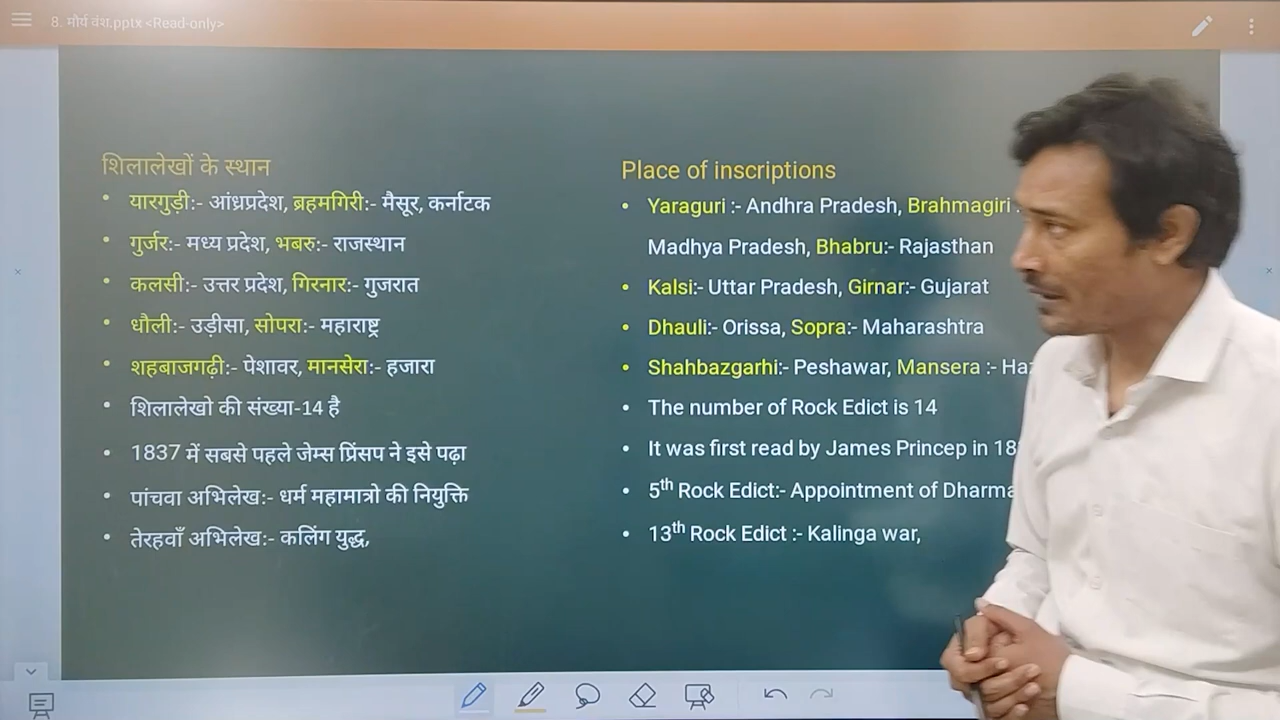 8. मौर्य वंश.pptx <Read-only>
शिलालेखों के स्थान
• यारगुड़ी:- आंध्रप्रदेश, ब्रहमगिरी:- मैसूर, कर्नाटक
• गुर्जर:- मध्य प्रदेश, भबरु:- राजस्थान
• कलसी:- उत्तर प्रदेश, गिरनार:- गुजरात
• धौली:- उड़ीसा, सोपरा:- महाराष्ट्र
• शहबाजगढ़ी:- पेशावर, मानसेरा:- हजारा
• शिलालेखो की संख्या-14 है
• 1837 में सबसे पहले जेम्स प्रिंसप ने इसे पढ़ा
• पांचवा अभिलेख:- धर्म महामात्रो की नियुक्ति
• तेरहवाँ अभिलेख:- कलिंग युद्ध,
Place of inscriptions
• Yaraguri :- Andhra Pradesh, Brahmagiri
Madhya Pradesh, Bhabru:- Rajasthan
• Kalsi:- Uttar Pradesh, Girnar:- Gujarat
• Dhauli:- Orissa, Sopra:- Maharashtra
• Shahbazgarhi:- Peshawar, Mansera :-
• The number of Rock Edict is 14
• It was first read by James Princep in
• 5th Rock Edict:- Appointment of
• 13th Rock Edict :- Kalinga war,